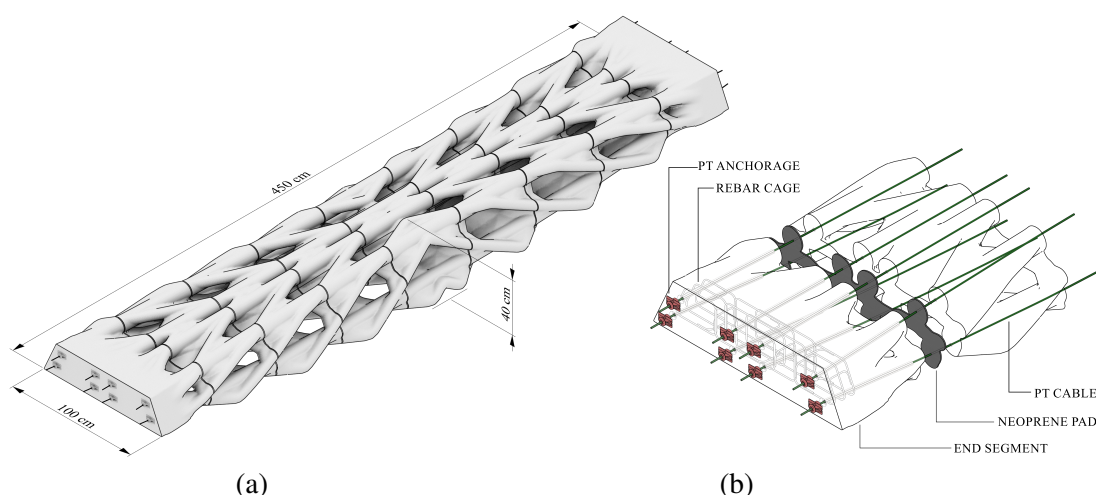 450 cm
PT ANCHORAGE
REBAR CAGE
40 cm
100 cm
PT CABLE
NEOPRENE PAD
END SEGMENT
(a)
(b)